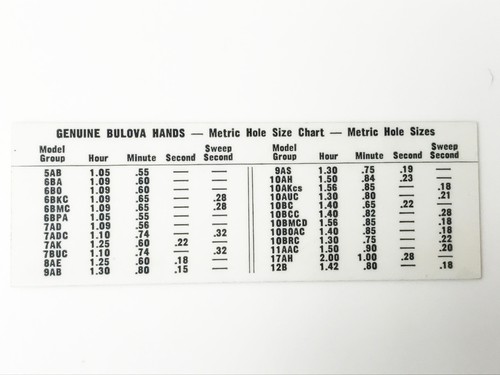 GENUINE BULOVA HANDS — Metric Hole Size Chart — Metric Hole Sizes
Model Group Hour Minute Second Sweep Second
5AB 1.05 .55 — —
6BA 1.09 .60 — —
6BO 1.09 .60 — —
6BKC 1.09 .65 — .28
6BMC 1.09 .65 — .28
6BPA 1.05 .55 — —
7AD 1.09 .56 — —
7ADC 1.10 .74 — .32
7AK 1.25 .60 .22 —
7BUC 1.10 .74 — .32
8AE 1.25 .60 .18 —
9AB 1.30 .80 .15 —
Model Group Hour Minute Second Sweep Second
9AS 1.30 .75 .19 —
10AH 1.50 .84 .23 —
10AKcs 1.56 .85 — .18
10AUC 1.30 .80 — .21
10BC 1.40 .65 .22 —
10BCC 1.40 .82 — .28
10BMCD 1.56 .85 — .18
10BOAC 1.40 .85 — .18
10BRC 1.30 .75 — .22
11AAC 1.50 .90 — .20
17AH 2.00 1.00 .28 —
12B 1.42 .80 — .18